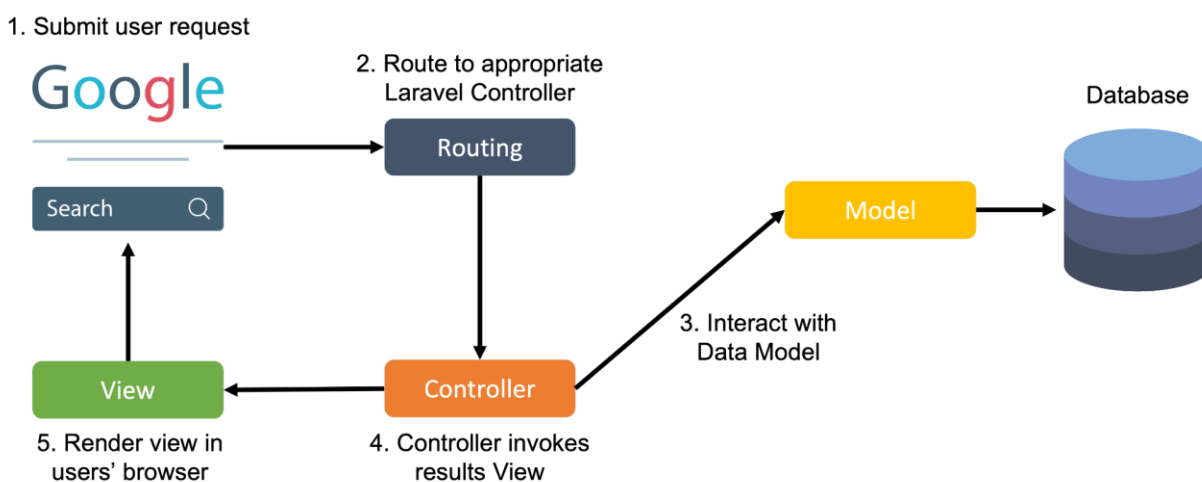 1. Submit user request
Google
Search
2. Route to appropriate
Laravel Controller
Routing
Database
Model
3. Interact with
Data Model
View
Controller
5. Render view in
users’ browser
4. Controller invokes
results View